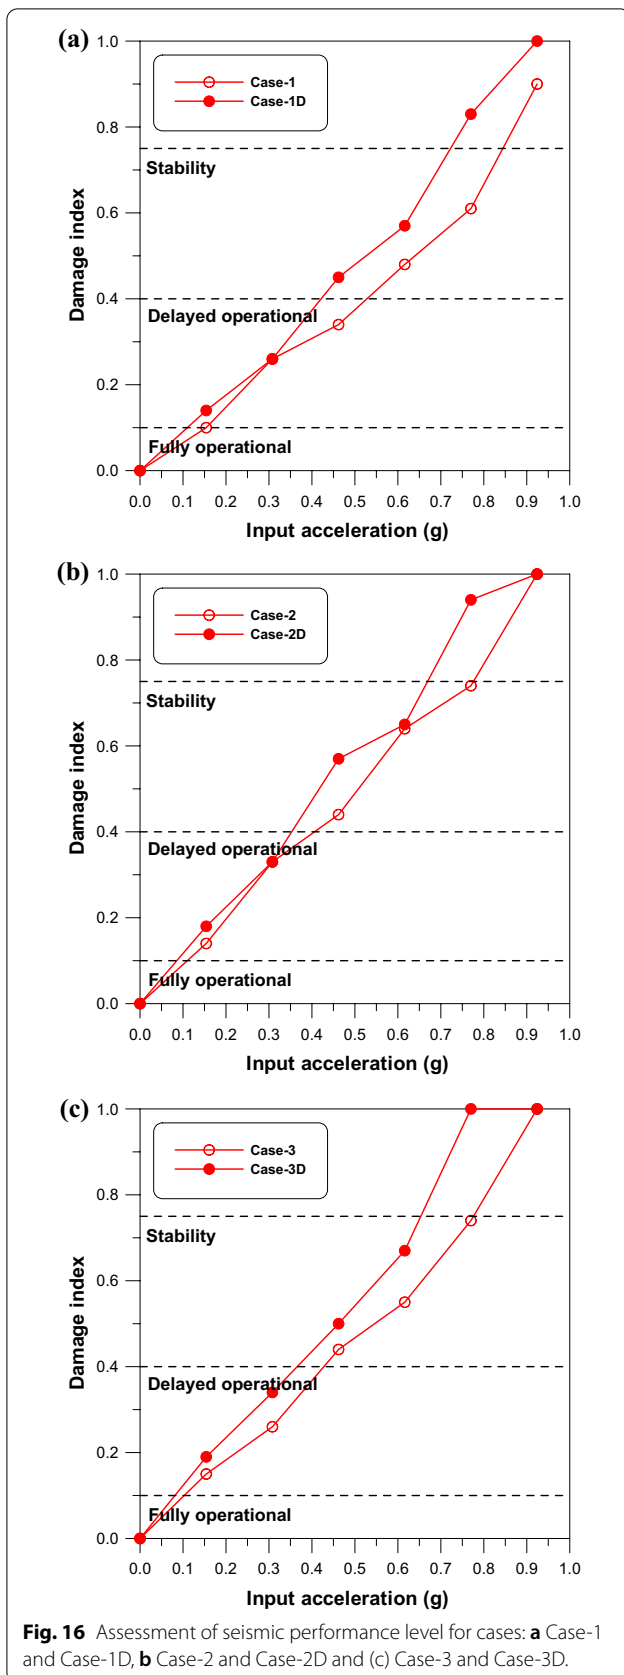 (a)
1.0
0.8
0.6
0.4
0.2
0.0
Damage index
Case-1
Case-1D
Stability
Delayed operational
Fully operational
0.0 0.1 0.2 0.3 0.4 0.5 0.6 0.7 0.8 0.9 1.0
Input acceleration (g)
(b)
1.0
0.8
0.6
0.4
0.2
0.0
Damage index
Case-2
Case-2D
Stability
Delayed operational
Fully operational
0.0 0.1 0.2 0.3 0.4 0.5 0.6 0.7 0.8 0.9 1.0
Input acceleration (g)
(c)
1.0
0.8
0.6
0.4
0.2
0.0
Damage index
Case-3
Case-3D
Stability
Delayed operational
Fully operational
0.0 0.1 0.2 0.3 0.4 0.5 0.6 0.7 0.8 0.9 1.0
Input acceleration (g)
Fig. 16 Assessment of seismic performance level for cases: a Case-1
and Case-1D, b Case-2 and Case-2D and (c) Case-3 and Case-3D.